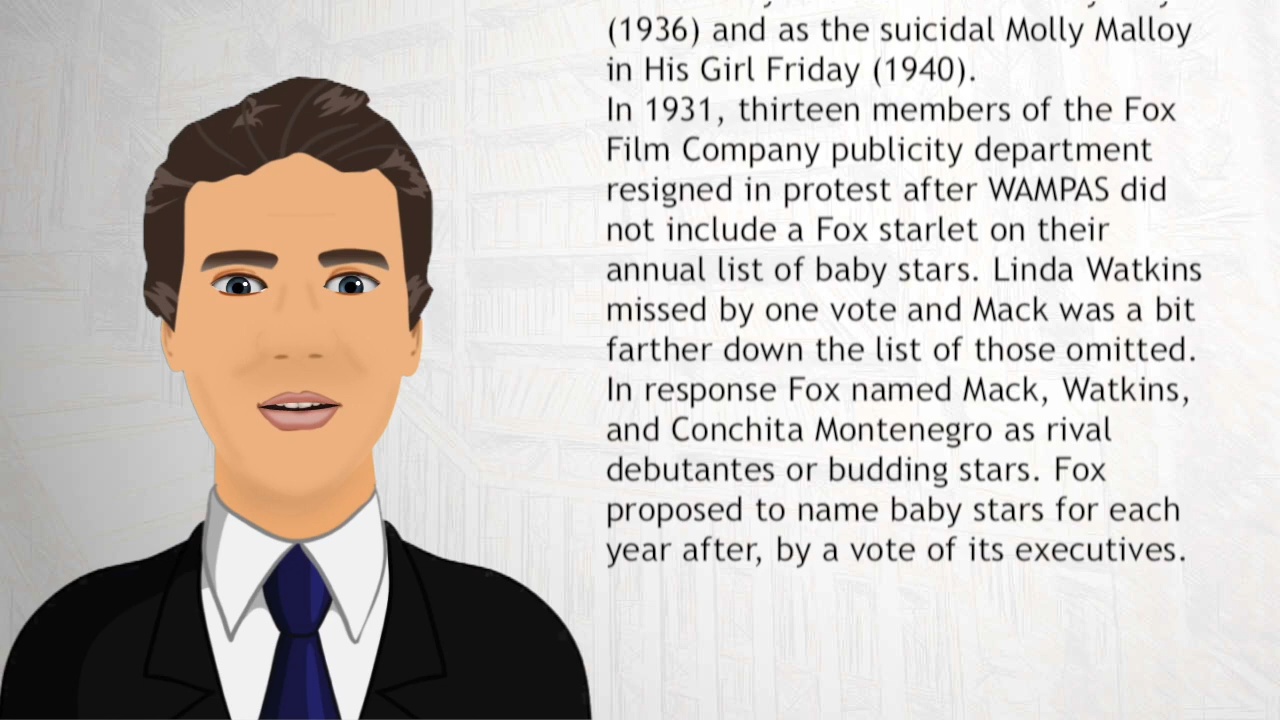 (1936) and as the suicidal Molly Malloy
in His Girl Friday (1940).
In 1931, thirteen members of the Fox
Film Company publicity department
resigned in protest after WAMPAS did
not include a Fox starlet on their
annual list of baby stars. Linda Watkins
missed by one vote and Mack was a bit
farther down the list of those omitted.
In response Fox named Mack, Watkins,
and Conchita Montenegro as rival
debutantes or budding stars. Fox
proposed to name baby stars for each
year after, by a vote of its executives.